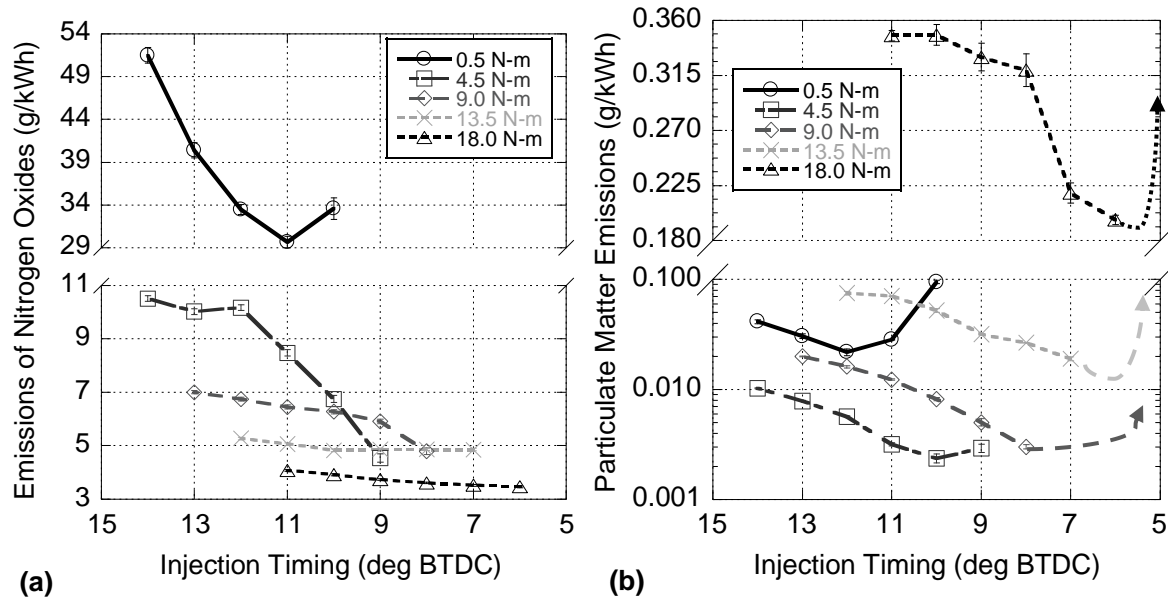 Emissions of Nitrogen Oxides (g/kWh)
54
49
44
39
34
29
11
9
7
5
3
0.5 N-m
4.5 N-m
9.0 N-m
13.5 N-m
18.0 N-m
15 13 11 9 7 5
Injection Timing (deg BTDC)
(a)
Particulate Matter Emissions (g/kWh)
0.360
0.315
0.270
0.225
0.180
0.100
0.010
0.001
0.5 N-m
4.5 N-m
9.0 N-m
13.5 N-m
18.0 N-m
15 13 11 9 7 5
Injection Timing (deg BTDC)
(b)